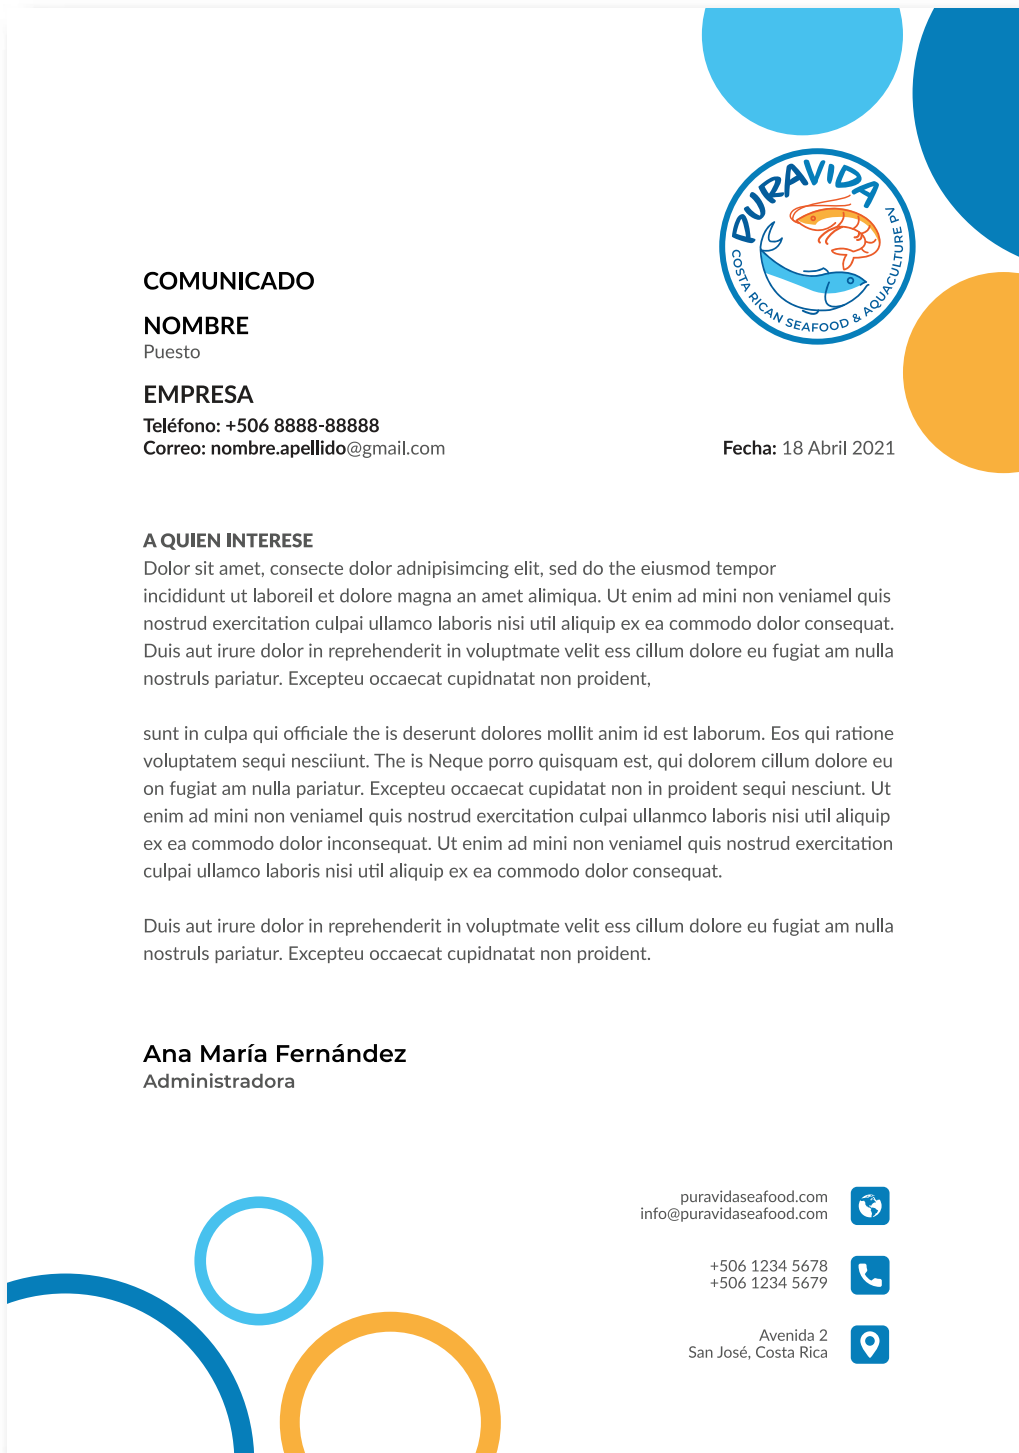 PURAVIDA
COSTA RICAN SEAFOOD & AQUACULTURE PV
COMUNICADO
NOMBRE
Puesto
EMPRESA
Teléfono: +506 8888-88888
Correo: nombre.apellido@gmail.com
Fecha: 18 Abril 2021
A QUIEN INTERESE
Dolor sit amet, consecte dolor adnipisimcing elit, sed do the eiusmod tempor
incididunt ut laboreil et dolore magna an amet alimiqua. Ut enim ad mini non veniamel quis
nostrud exercitation culpai ullamco laboris nisi util aliquip ex ea commodo dolor consequat.
Duis aut irure dolor in reprehenderit in voluptmate velit ess cillum dolore eu fugiat am nulla
nostruls pariatur. Excepteu occaecat cupidnatat non proident,
sunt in culpa qui officiale the is deserunt dolores mollit anim id est laborum. Eos qui ratione
voluptatem sequi nesciiunt. The is Neque porro quisquam est, qui dolorem cillum dolore eu
on fugiat am nulla pariatur. Excepteu occaecat cupidatat non in proident sequi nesciunt. Ut
enim ad mini non veniamel quis nostrud exercitation culpai ullanmco laboris nisi util aliquip
ex ea commodo dolor inconsequat. Ut enim ad mini non veniamel quis nostrud exercitation
culpai ullamco laboris nisi util aliquip ex ea commodo dolor consequat.
Duis aut irure dolor in reprehenderit in voluptmate velit ess cillum dolore eu fugiat am nulla
nostruls pariatur. Excepteu occaecat cupidnatat non proident.
Ana María Fernández
Administradora
puravidaseafood.com
info@puravidaseafood.com
+506 1234 5678
+506 1234 5679
Avenida 2
San José, Costa Rica